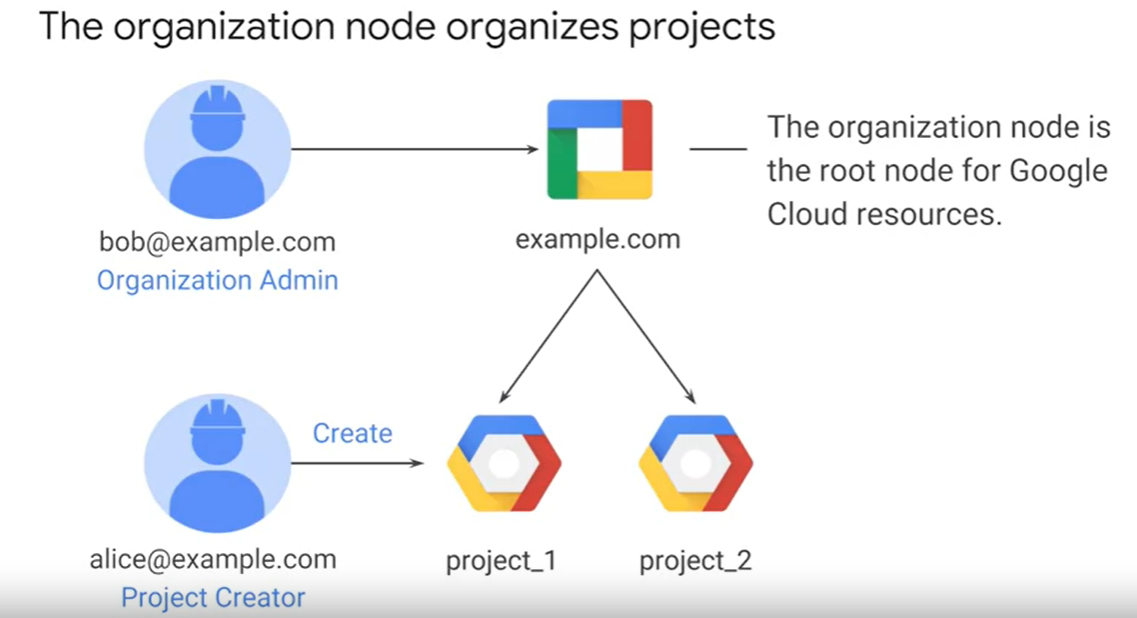 The organization node organizes projects
bob@example.com
Organization Admin
example.com
The organization node is
the root node for Google
Cloud resources.
Create
alice@example.com
Project Creator
project_1
project_2